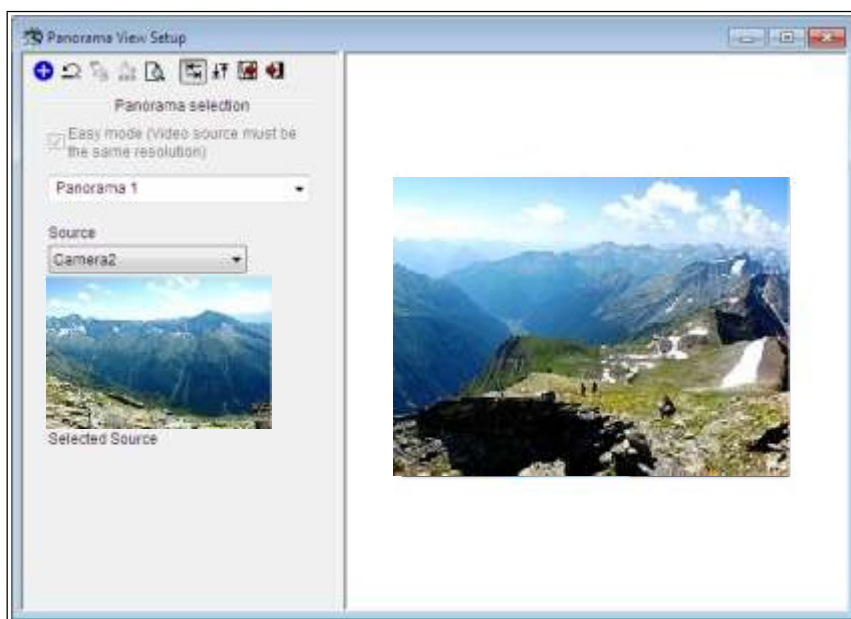 Panorama View Setup
Panorama selection
Easy mode (Video source must be
the same resolution)
Panorama 1
Source
Camera2
Selected Source